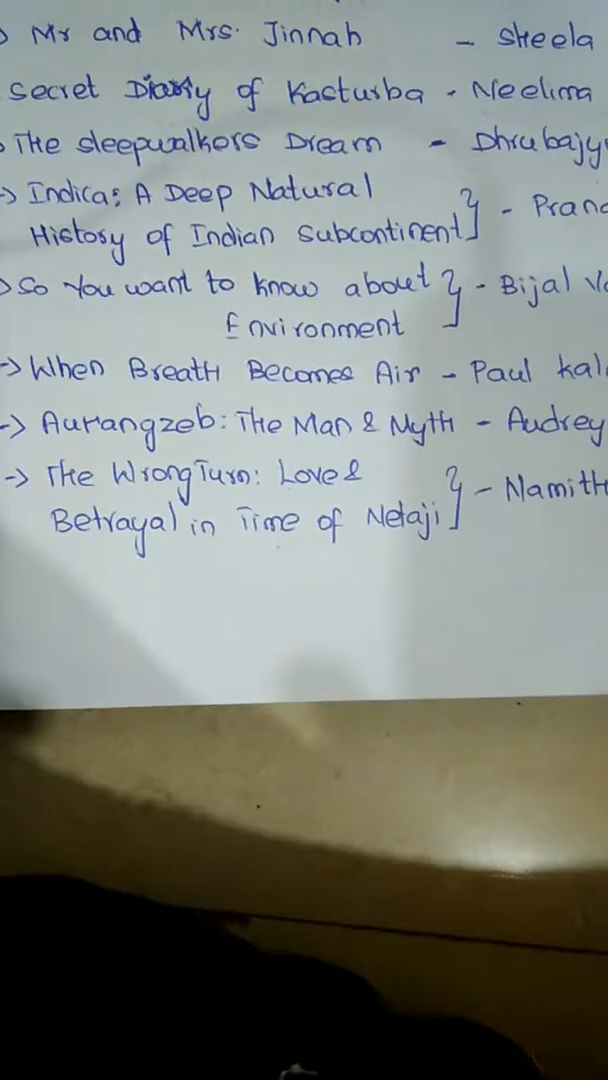 → Mr and Mrs. Jinnah - Sheela
Secret Diary of Kasturba - Neelima
→ The Sleepwalkers Dream - Dhrubajy
→ Indica: A Deep Natural
History of Indian Subcontinent } - Prana
→ So You want to know about
Environment } - Bijal Va
→ When Breath Becomes Air - Paul Kal
→ Aurangzeb: The Man & Myth - Audrey
→ The Wrong Turn: Love &
Betrayal in Time of Netaji } - Namith